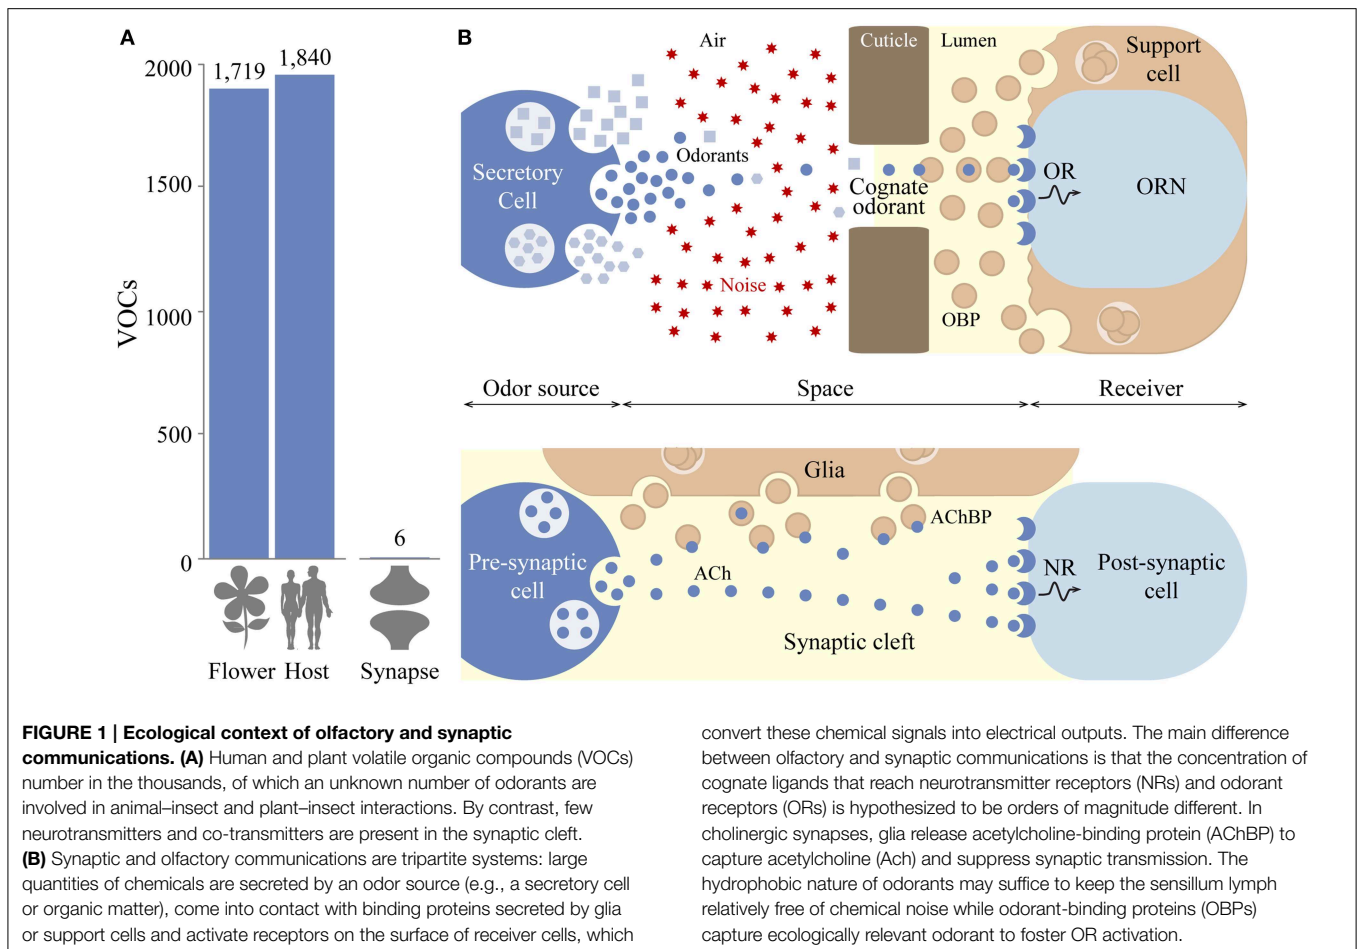 A
VOCs
2000
1500
1000
500
0
1,719
1,840
6
Flower
Host
Synapse
B
Air
Cuticle
Lumen
Support
cell
Secretory
Cell
Odorants
Cognate
odorant
OR
ORN
Noise
OBP
Odor source
Space
Receiver
Glia
AChBP
Pre-synaptic
cell
ACh
NR
Post-synaptic
cell
Synaptic cleft
FIGURE 1 | Ecological context of olfactory and synaptic
communications. (A) Human and plant volatile organic compounds (VOCs)
number in the thousands, of which an unknown number of odorants are
involved in animal–insect and plant–insect interactions. By contrast, few
neurotransmitters and co-transmitters are present in the synaptic cleft.
(B) Synaptic and olfactory communications are tripartite systems: large
quantities of chemicals are secreted by an odor source (e.g., a secretory cell
or organic matter), come into contact with binding proteins secreted by glia
or support cells and activate receptors on the surface of receiver cells, which
convert these chemical signals into electrical outputs. The main difference
between olfactory and synaptic communications is that the concentration of
cognate ligands that reach neurotransmitter receptors (NRs) and odorant
receptors (ORs) is hypothesized to be orders of magnitude different. In
cholinergic synapses, glia release acetylcholine-binding protein (AChBP) to
capture acetylcholine (Ach) and suppress synaptic transmission. The
hydrophobic nature of odorants may suffice to keep the sensillum lymph
relatively free of chemical noise while odorant-binding proteins (OBPs)
capture ecologically relevant odorant to foster OR activation.